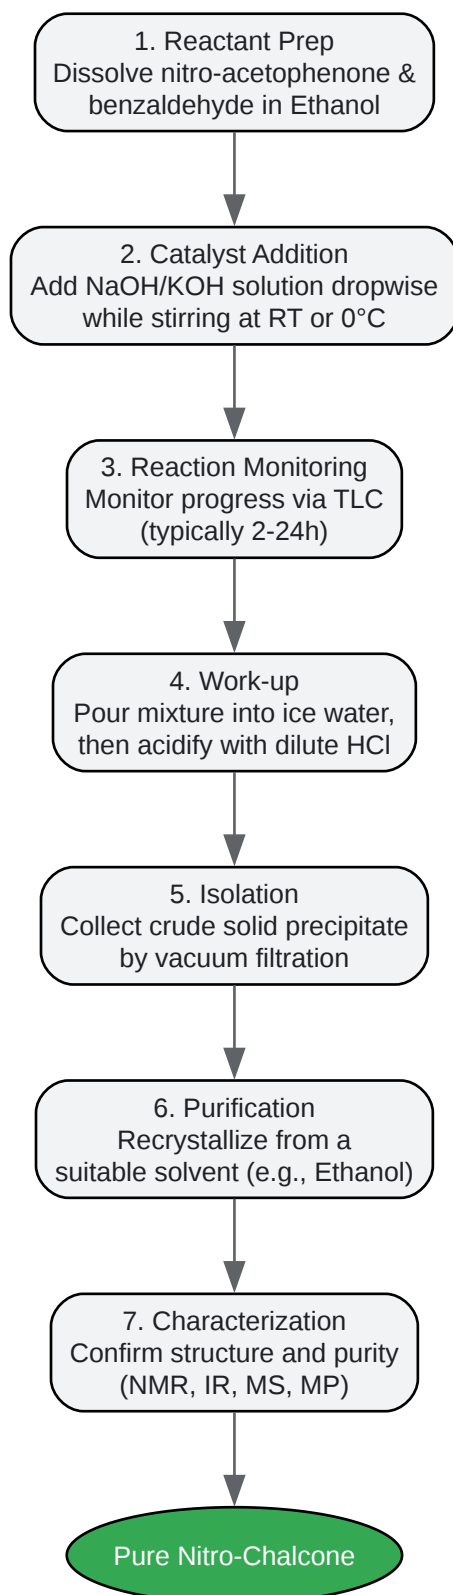 1. Reactant Prep
Dissolve nitro-acetophenone &
benzaldehyde in Ethanol
2. Catalyst Addition
Add NaOH/KOH solution dropwise
while stirring at RT or 0°C
3. Reaction Monitoring
Monitor progress via TLC
(typically 2-24h)
4. Work-up
Pour mixture into ice water,
then acidify with dilute HCl
5. Isolation
Collect crude solid precipitate
by vacuum filtration
6. Purification
Recrystallize from a
suitable solvent (e.g., Ethanol)
7. Characterization
Confirm structure and purity
(NMR, IR, MS, MP)
Pure Nitro-Chalcone